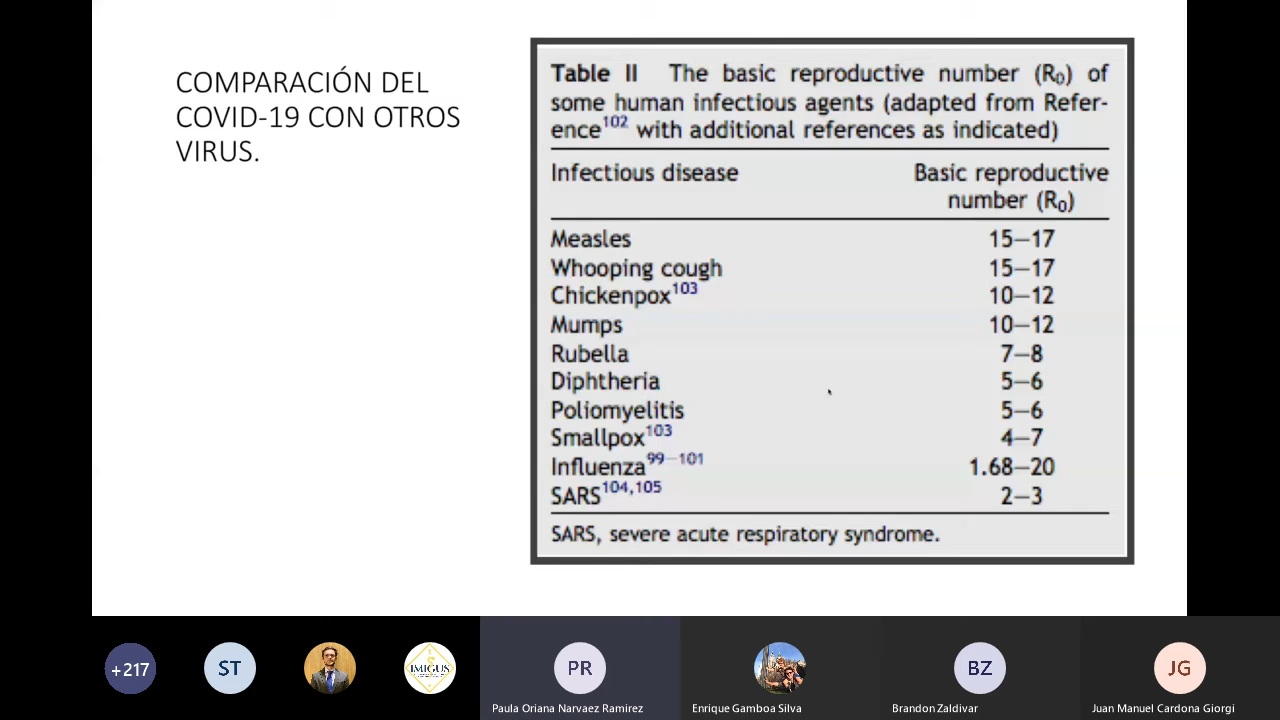 COMPARACIÓN DEL
COVID-19 CON OTROS
VIRUS.
Table II The basic reproductive number (R₀) of
some human infectious agents (adapted from Refer-
ence¹⁰² with additional references as indicated)
Infectious disease Basic reproductive
number (R₀)
Measles 15–17
Whooping cough 15–17
Chickenpox¹⁰³ 10–12
Mumps 10–12
Rubella 7–8
Diphtheria 5–6
Poliomyelitis 5–6
Smallpox¹⁰³ 4–7
Influenza⁹⁹⁻¹⁰¹ 1.68–20
SARS¹⁰⁴,¹⁰⁵ 2–3
SARS, severe acute respiratory syndrome.
+217
ST
IMIGUS
PR
BZ
JG
Paula Oriana Narvaez Ramirez
Enrique Gamboa Silva
Brandon Zaldivar
Juan Manuel Cardona Giorgi